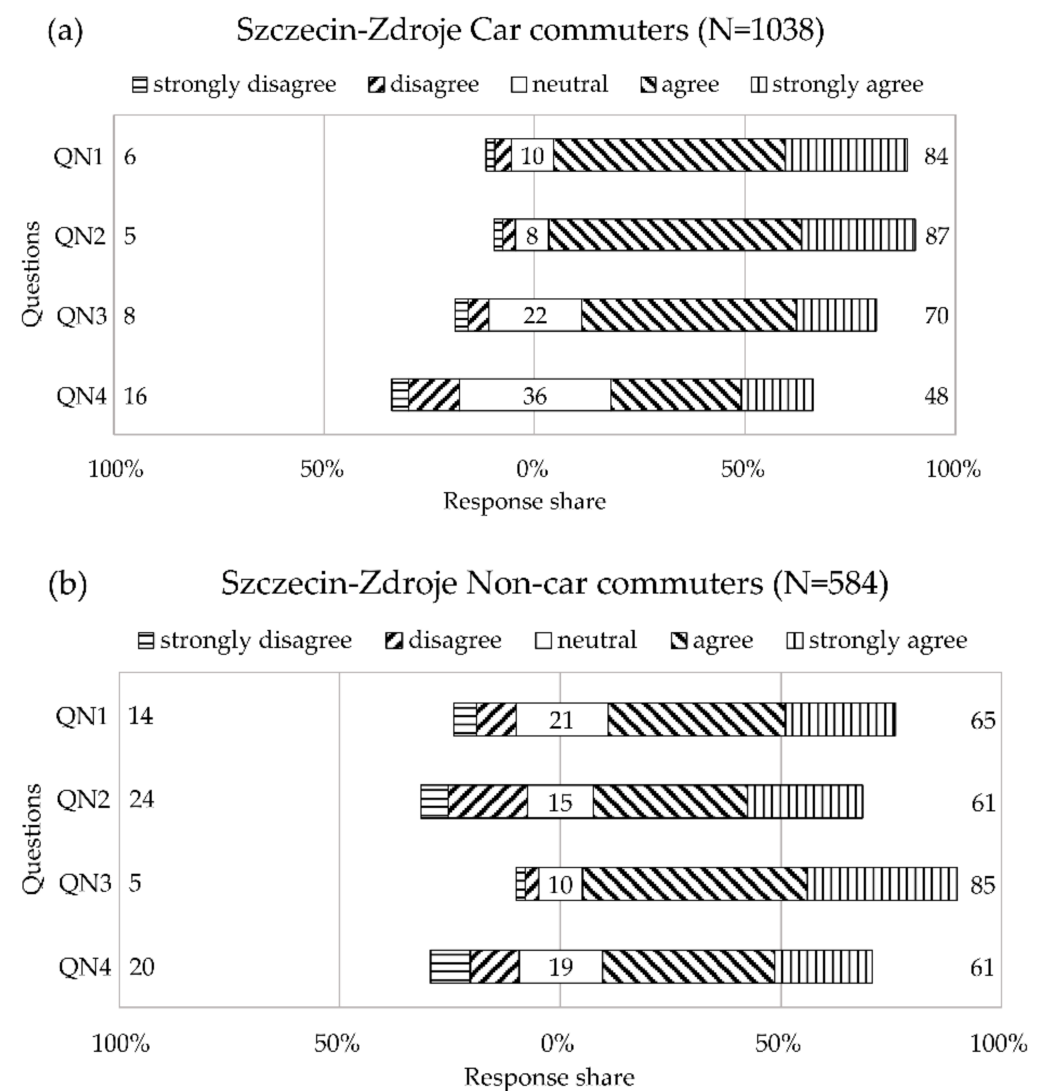 (a) Szczecin-Zdroje Car commuters (N=1038)
strongly disagree disagree neutral agree strongly agree
QN1 6 10 84
QN2 5 8 87
QN3 8 22 70
QN4 16 36 48
Questions
100% 50% 0% 50% 100%
Response share
(b) Szczecin-Zdroje Non-car commuters (N=584)
strongly disagree disagree neutral agree strongly agree
QN1 14 21 65
QN2 24 15 61
QN3 5 10 85
QN4 20 19 61
Questions
100% 50% 0% 50% 100%
Response share